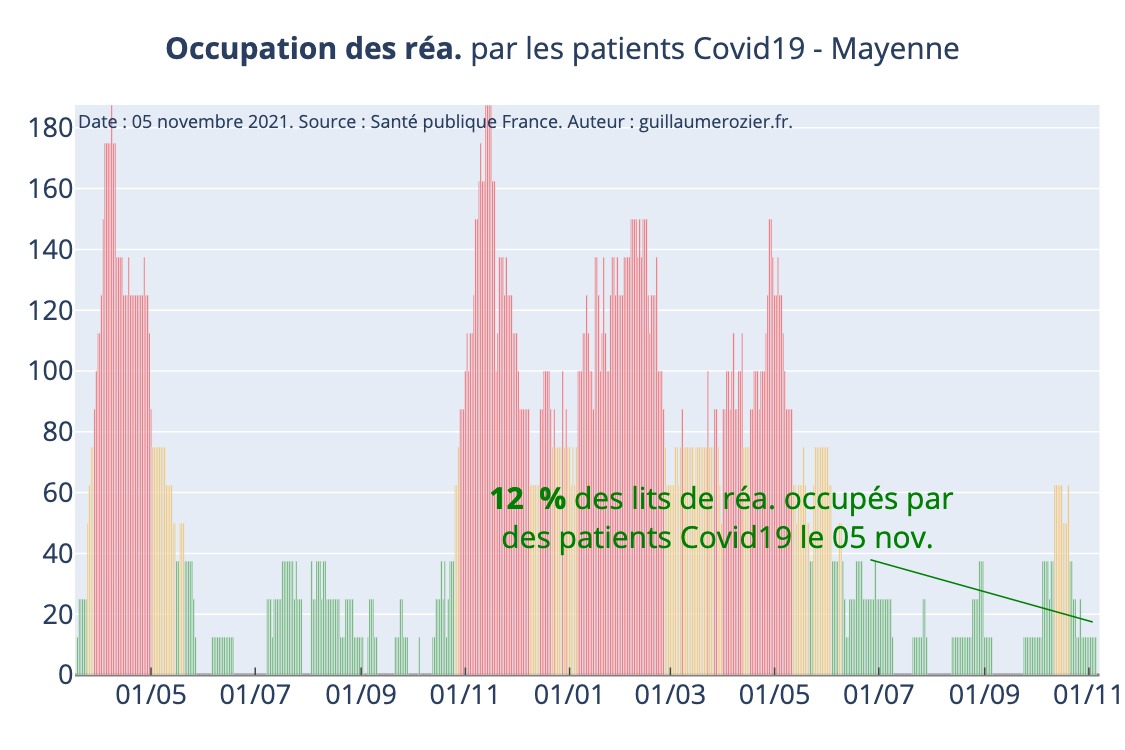 Occupation des réa. par les patients Covid19 - Mayenne
Date : 05 novembre 2021. Source : Santé publique France. Auteur : guillaumerozier.fr.
180
160
140
120
100
80
60
40
20
0
12 % des lits de réa. occupés par
des patients Covid19 le 05 nov.
01/05 01/07 01/09 01/11 01/01 01/03 01/05 01/07 01/09 01/11